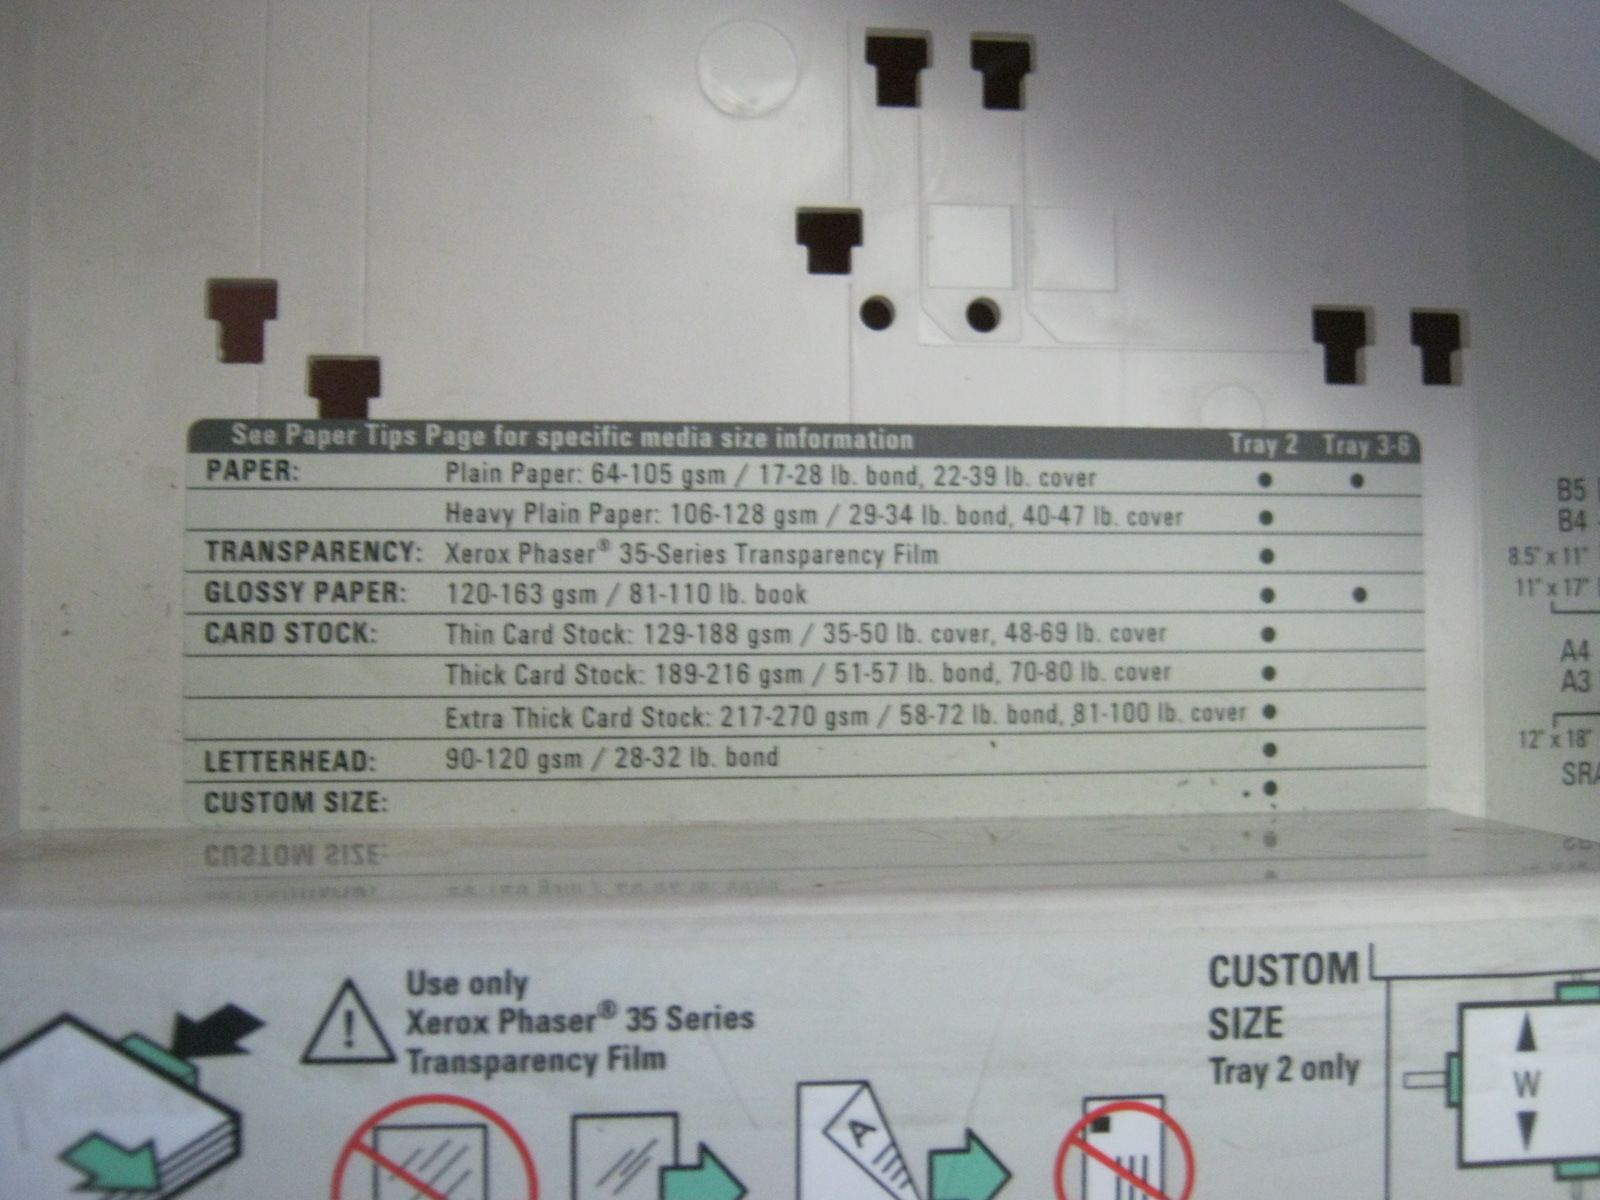 See Paper Tips Page for specific media size information Tray 2 Tray 3-6
PAPER: Plain Paper: 64-105 gsm / 17-28 lb. bond, 22-39 lb. cover ● ●
Heavy Plain Paper: 106-128 gsm / 29-34 lb. bond, 40-47 lb. cover ●
TRANSPARENCY: Xerox Phaser® 35-Series Transparency Film ●
GLOSSY PAPER: 120-163 gsm / 81-110 lb. book ● ●
CARD STOCK: Thin Card Stock: 129-188 gsm / 35-50 lb. cover, 48-69 lb. cover ●
Thick Card Stock: 189-216 gsm / 51-57 lb. bond, 70-80 lb. cover ●
Extra Thick Card Stock: 217-270 gsm / 58-72 lb. bond, 81-100 lb. cover ●
LETTERHEAD: 90-120 gsm / 28-32 lb. bond ●
CUSTOM SIZE: ●
B5
B4
8.5" x 11"
11" x 17"
A4
A3
12" x 18"
Use only
Xerox Phaser® 35 Series
Transparency Film
CUSTOM
SIZE
Tray 2 only
W
A